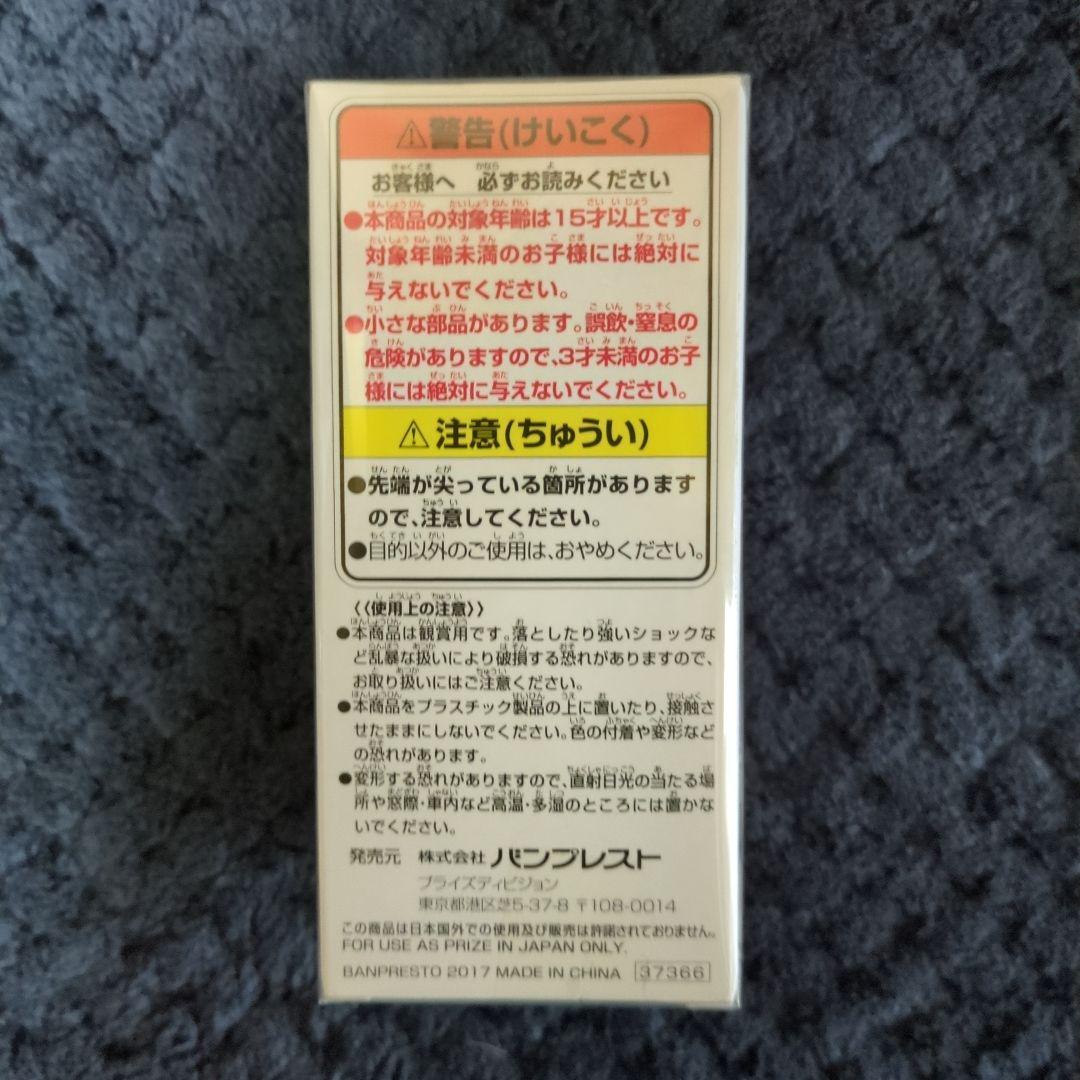 ⚠警告(けいこく)
お客様へ 必ずお読みください
●本商品の対象年齢は15才以上です。
対象年齢未満のお子様には絶対に
与えないでください。
●小さな部品があります。誤飲・窒息の
危険がありますので、3才未満のお子
様には絶対に与えないでください。
⚠注意(ちゅうい)
●先端が尖っている箇所があります
ので、注意してください。
●目的以外のご使用は、おやめください。
《使用上の注意》
●本商品は観賞用です。落としたり強いショックな
ど乱暴な扱いにより破損する恐れがありますので、
お取り扱いにはご注意ください。
●本商品をプラスチック製品の上に置いたり、接触さ
せたままにしないでください。色の付着や変形など
の恐れがあります。
●変形する恐れがありますので、直射日光の当たる場
所や窓際・車内など高温・多湿のところには置かな
いでください。
発売元 株式会社 バンプレスト
プライズディビジョン
東京都港区芝5-37-8 〒108-0014
この商品は日本国外での使用及び販売は許諾されておりません。
FOR USE AS PRIZE IN JAPAN ONLY.
BANPRESTO 2017 MADE IN CHINA 37366